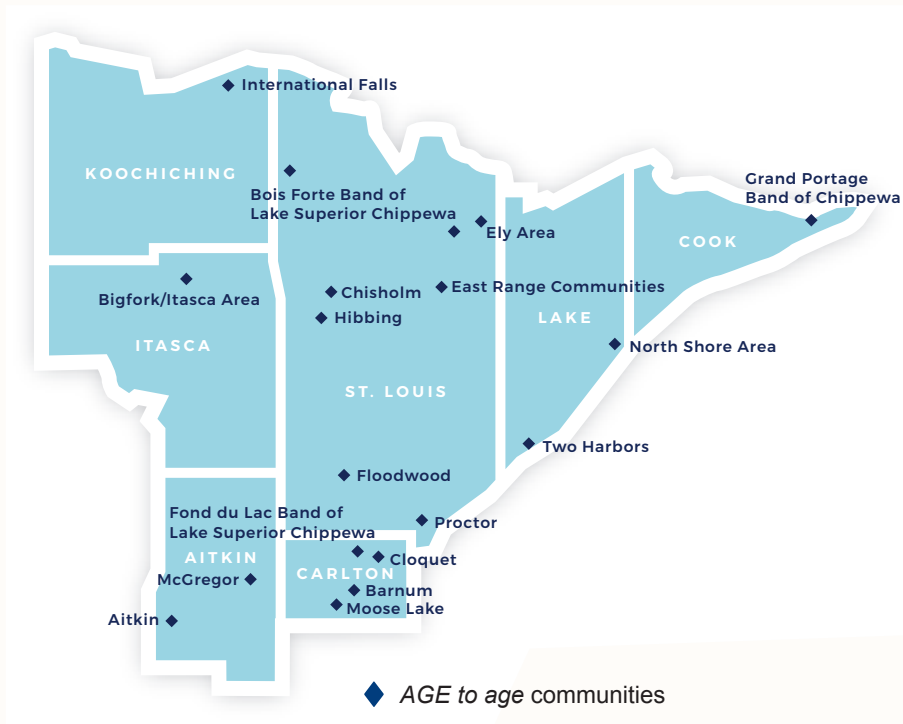 International Falls
KOOCHICHING
Grand Portage
Band of Chippewa
Bois Forte Band of
Lake Superior Chippewa
Ely Area
COOK
Bigfork/Itasca Area
Chisholm
East Range Communities
Hibbing
LAKE
ITASCA
North Shore Area
ST. LOUIS
Two Harbors
Floodwood
Fond du Lac Band of
Lake Superior Chippewa
Proctor
AITKIN
Cloquet
CARLTON
McGregor
Barnum
Moose Lake
Aitkin
AGE to age communities